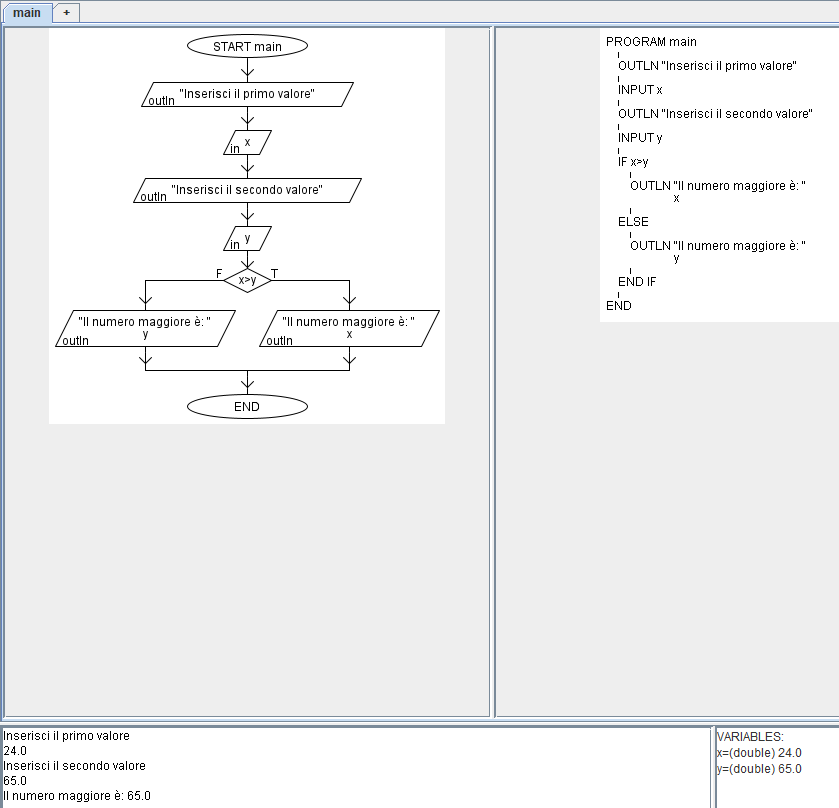 main +
START main
"Inserisci il primo valore"
outln
x
in
"Inserisci il secondo valore"
outln
y
in
F x>y T
"Il numero maggiore è: "
y
outln
"Il numero maggiore è: "
x
outln
END
PROGRAM main
OUTLN "Inserisci il primo valore"
INPUT x
OUTLN "Inserisci il secondo valore"
INPUT y
IF x>y
OUTLN "Il numero maggiore è: "
x
ELSE
OUTLN "Il numero maggiore è: "
y
END IF
END
Inserisci il primo valore
24.0
Inserisci il secondo valore
65.0
Il numero maggiore è: 65.0
VARIABLES:
x=(double) 24.0
y=(double) 65.0